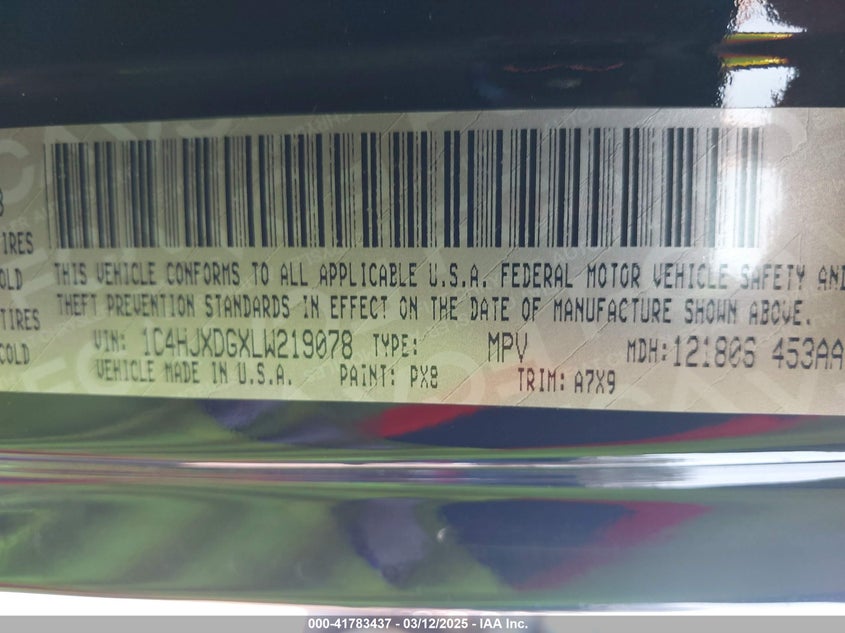 THIS VEHICLE CONFORMS TO ALL APPLICABLE U.S.A. FEDERAL MOTOR VEHICLE SAFETY AND
THEFT PREVENTION STANDARDS IN EFFECT ON THE DATE OF MANUFACTURE SHOWN ABOVE.
VIN: 1C4HJXDGXLW219078 TYPE: MPV MDH: 121806 453AA
VEHICLE MADE IN U.S.A. PAINT: PX8 TRIM: A7X9
IRES
OLD
TIRES
COLD
000-41783437 - 03/12/2025 - IAA Inc.